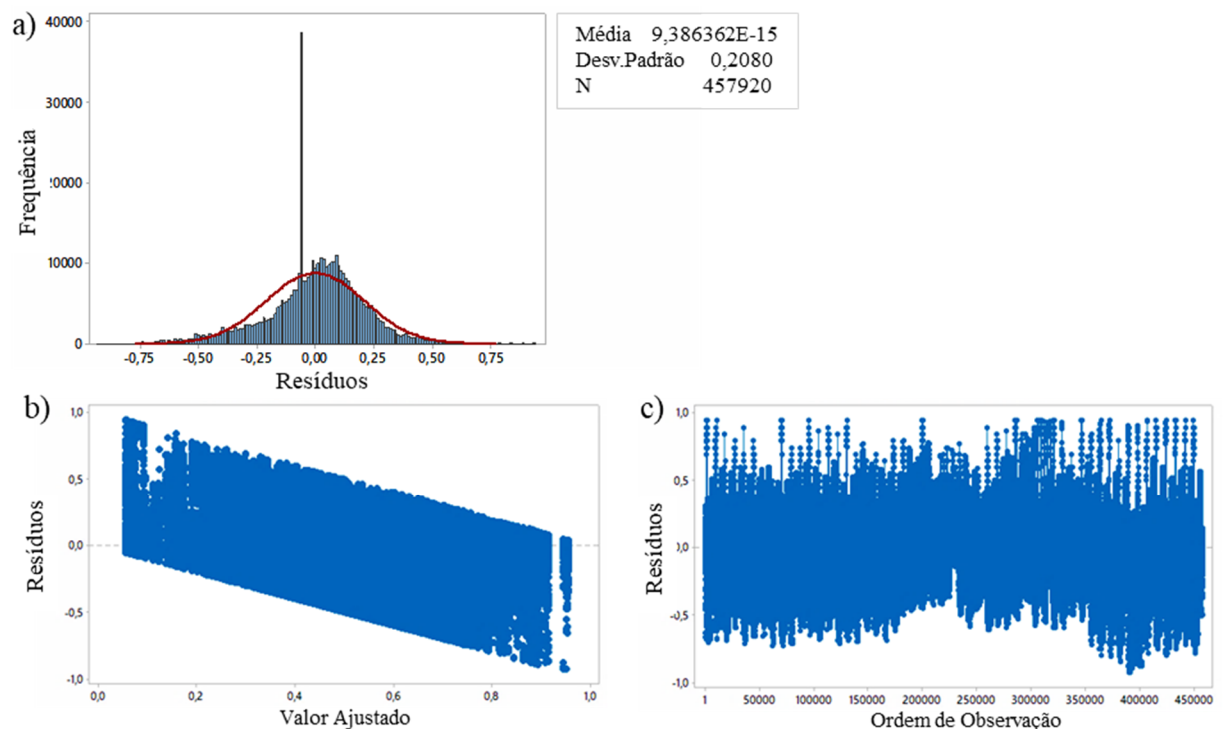 a)
40000
30000
:0000
10000
0
Frequência
-0,75 -0,50 -0,25 0,00 0,25 0,50 0,75
Resíduos
Média 9,386362E-15
Desv.Padrão 0,2080
N 457920
b)
1,0
0,5
0,0
-0,5
-1,0
Resíduos
0,0 0,2 0,4 0,6 0,8 1,0
Valor Ajustado
c)
1,0
0,5
0,0
-0,5
-1,0
Resíduos
1 50000 100000 150000 200000 250000 300000 350000 400000 450000
Ordem de Observação